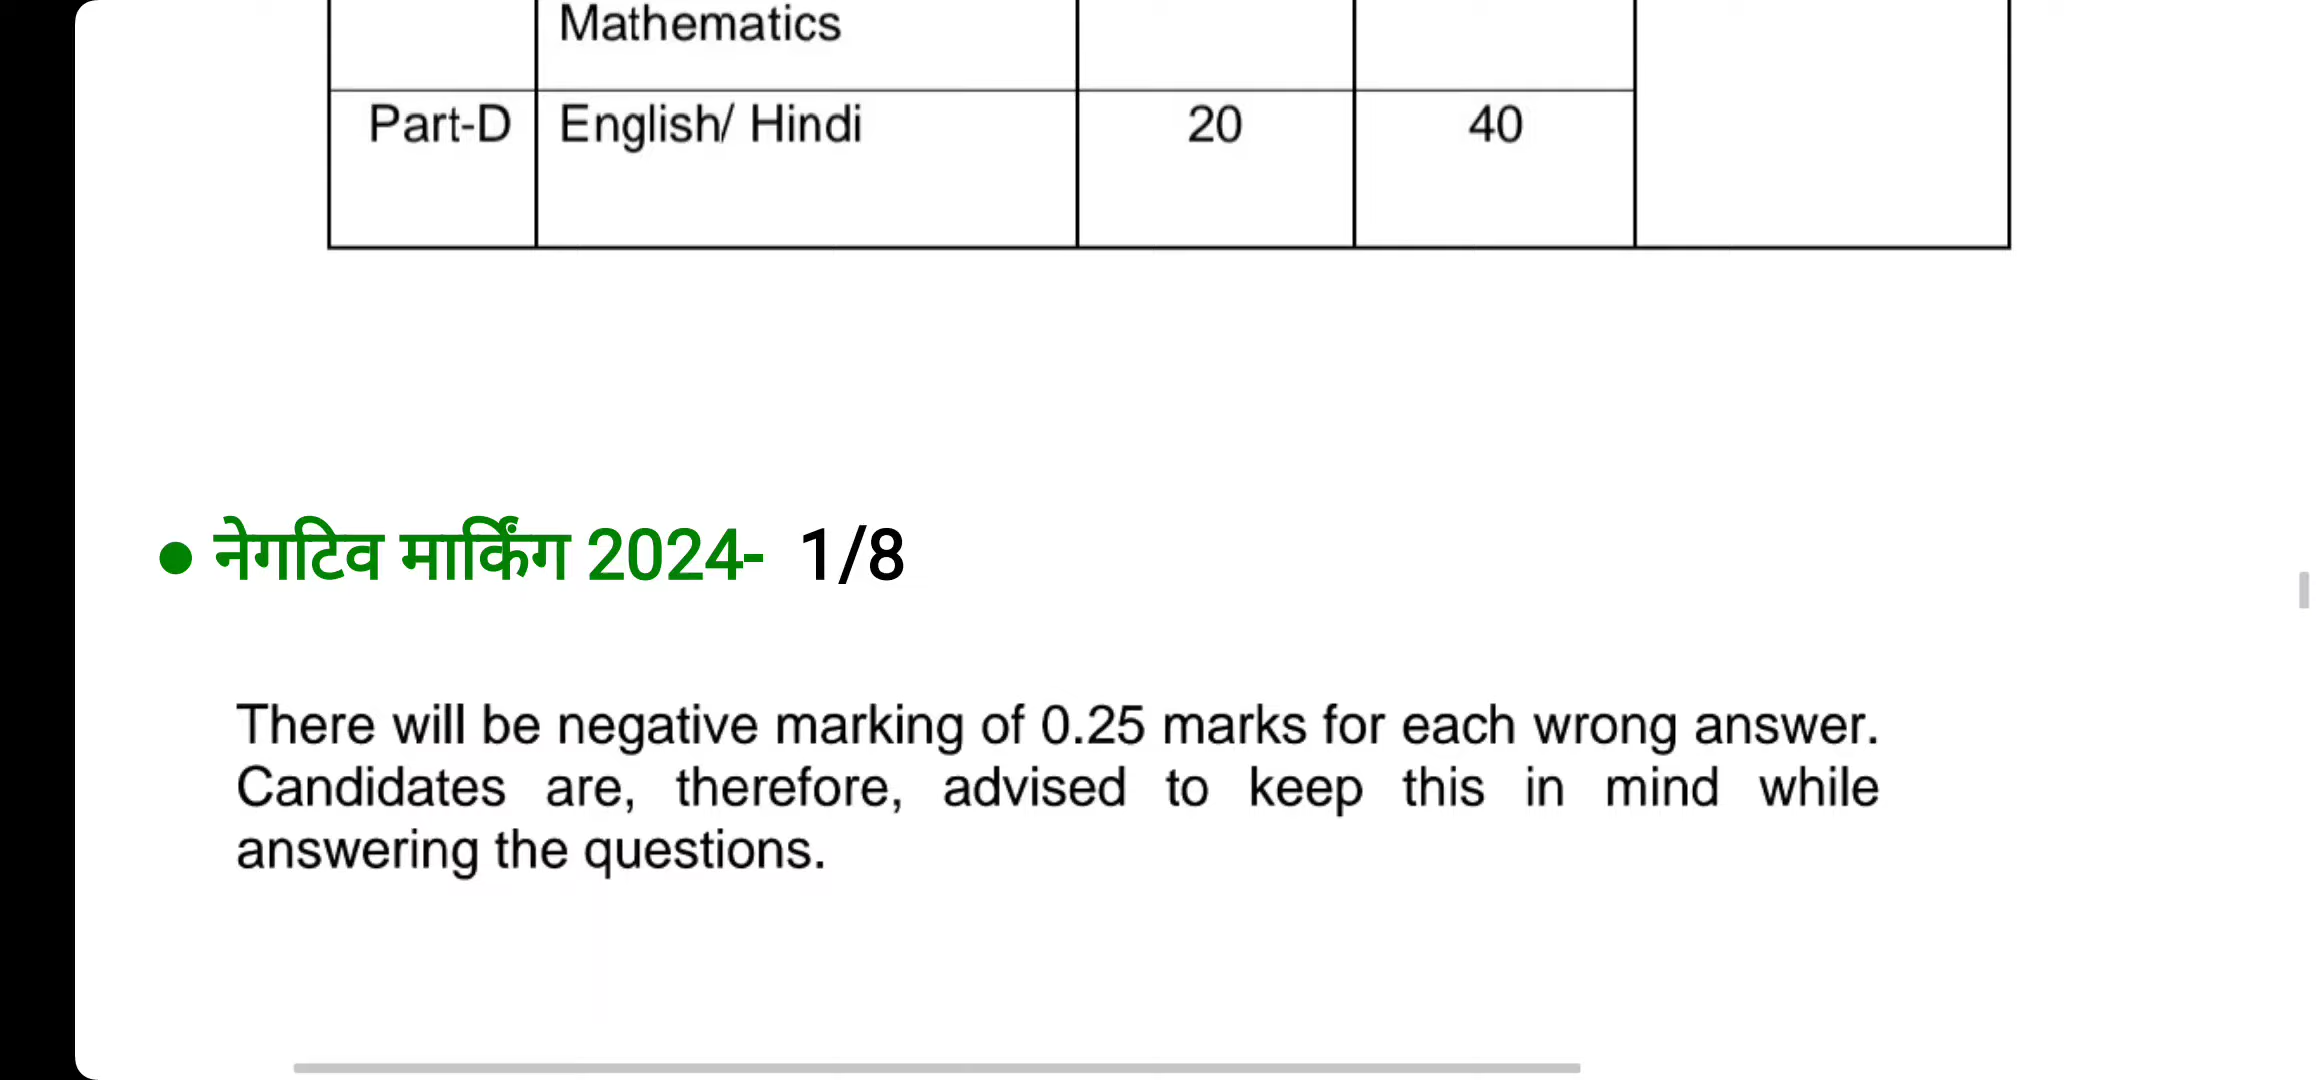 Mathematics
Part-D English/ Hindi 20 40
● नेगटिव मार्किंग 2024- 1/8
There will be negative marking of 0.25 marks for each wrong answer.
Candidates are, therefore, advised to keep this in mind while
answering the questions.